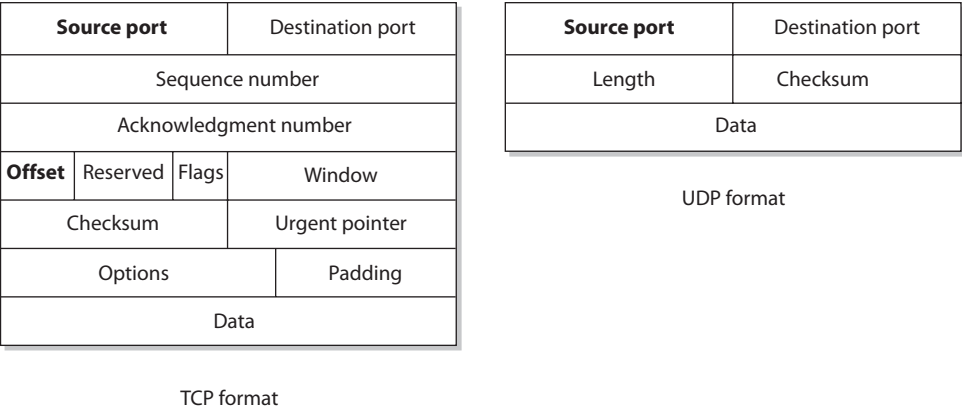 Source port Destination port
Sequence number
Acknowledgment number
Offset Reserved Flags Window
Checksum Urgent pointer
Options Padding
Data
TCP format
Source port Destination port
Length Checksum
Data
UDP format